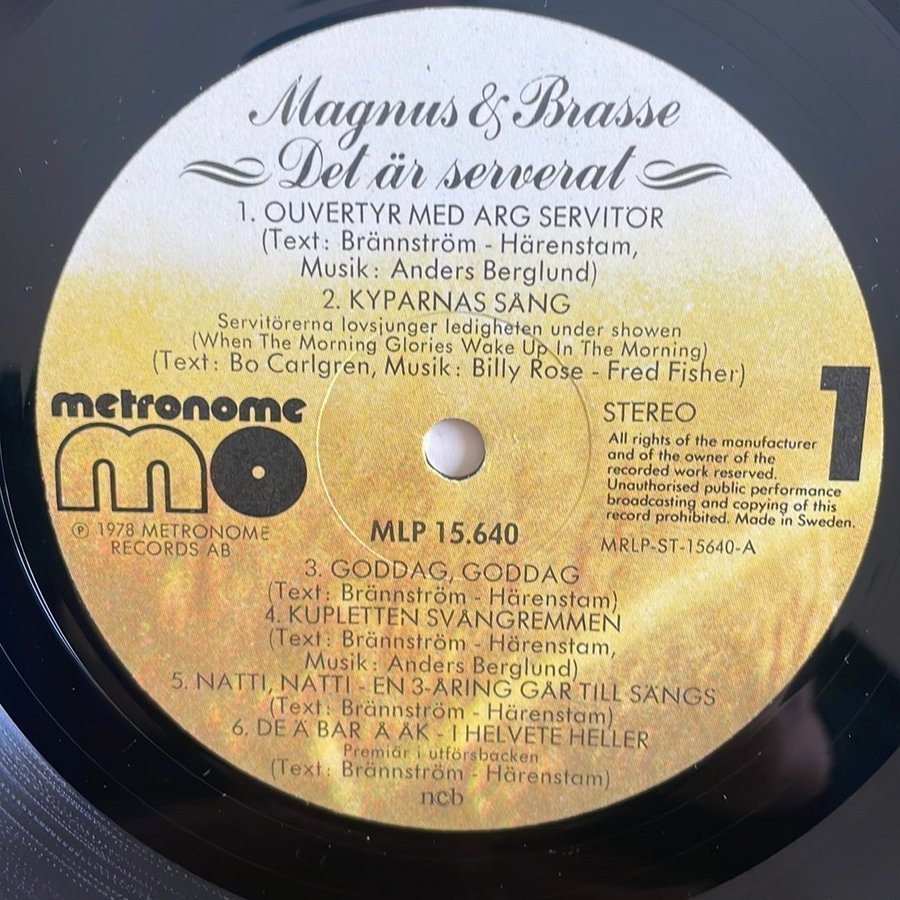 Magnus & Brasse
Det är serverat
1. OUVERTYR MED ARG SERVITÖR
(Text: Brännström - Härenstam,
Musik: Anders Berglund)
2. KYPARNAS SÅNG
Servitörerna lovsjunger ledigheten under showen
(When The Morning Glories Wake Up In The Morning)
(Text: Bo Carlgren, Musik: Billy Rose - Fred Fisher)
metronome
mo
℗ 1978 METRONOME
RECORDS AB
1
STEREO
All rights of the manufacturer
and of the owner of the
recorded work reserved.
Unauthorised public performance
broadcasting and copying of this
record prohibited. Made in Sweden.
MLP 15.640
MRLP-ST-15640-A
3. GODDAG, GODDAG
(Text: Brännström - Härenstam)
4. KUPLETTEN SVÅNGREMMEN
(Text: Brännström - Härenstam,
Musik: Anders Berglund)
5. NATTI, NATTI - EN 3-ÅRING GÅR TILL SÄNGS
(Text: Brännström - Härenstam)
6. DE Ä BAR Å ÅK - I HELVETE HELLER
Premiär i utförsbacken
(Text: Brännström - Härenstam)
ncb